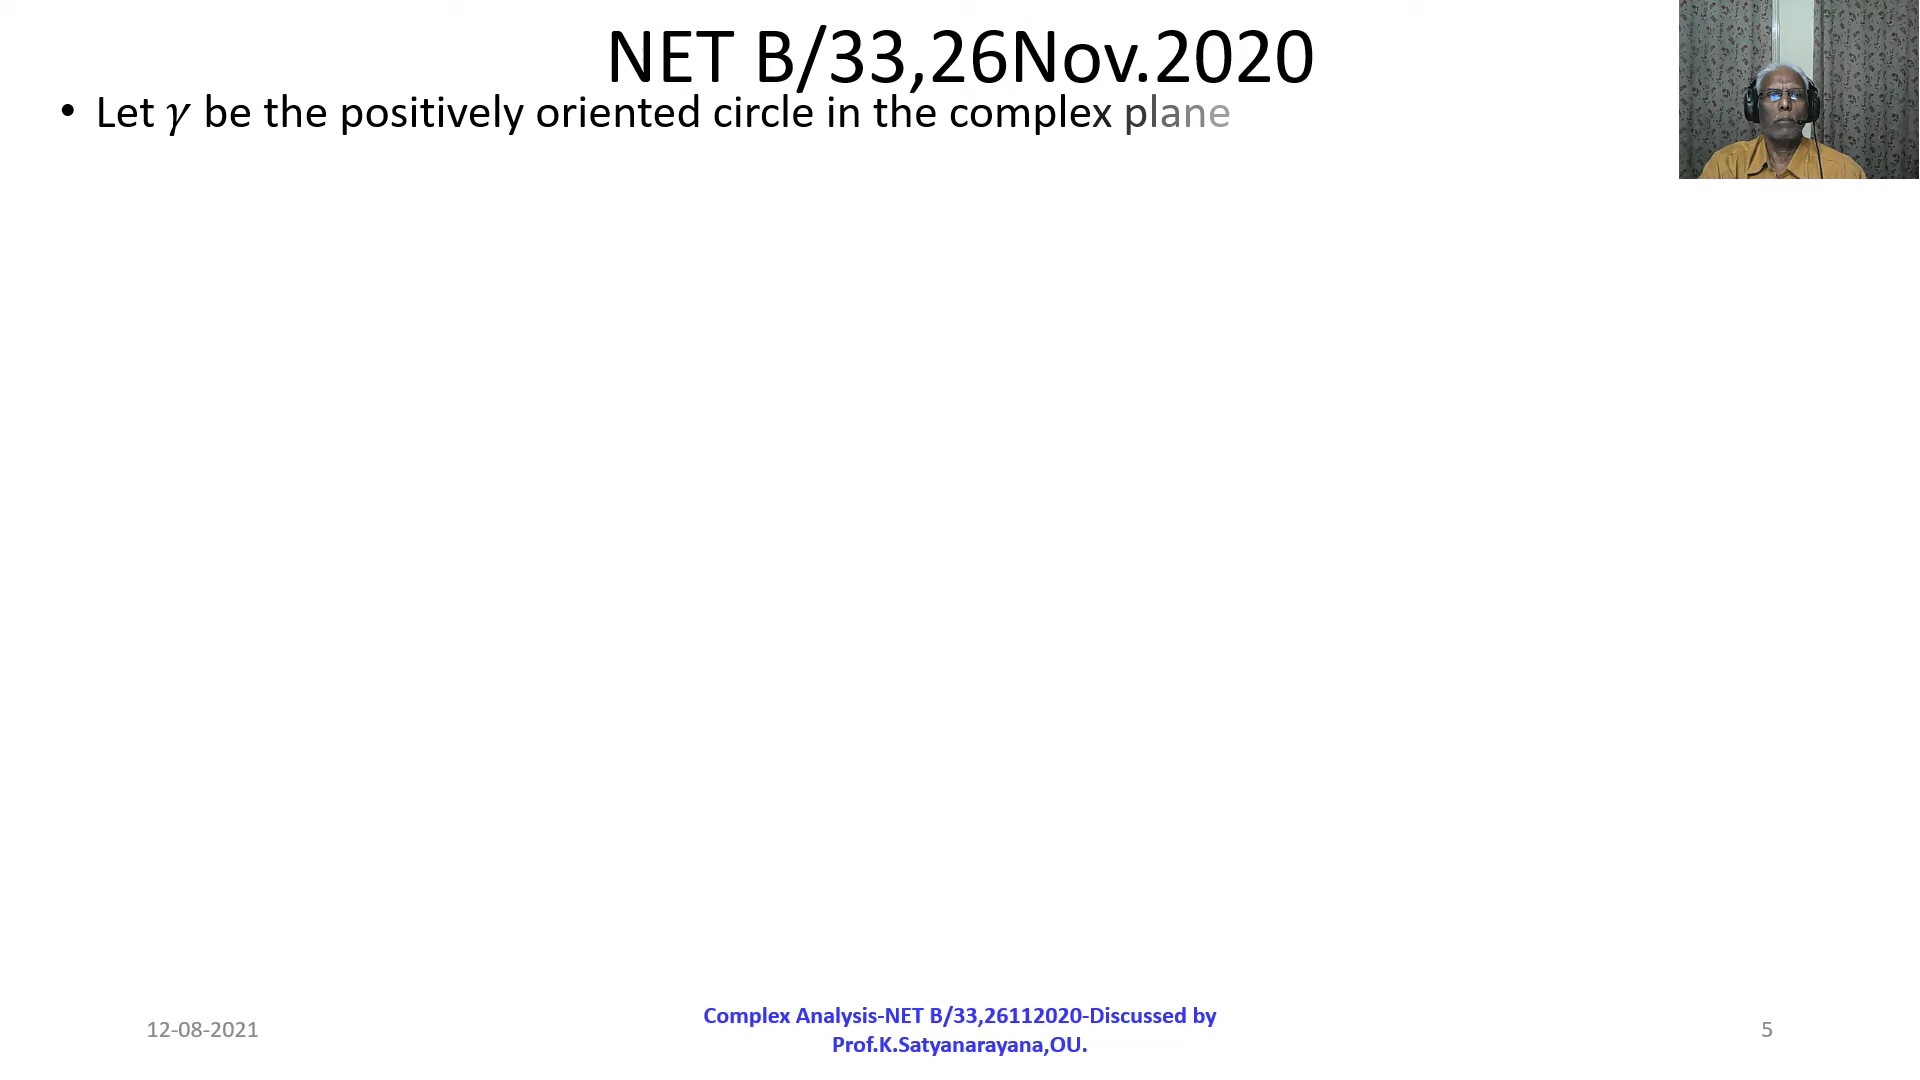 NET B/33,26Nov.2020
• Let γ be the positively oriented circle in the complex plane
12-08-2021
Complex Analysis-NET B/33,26112020-Discussed by
Prof.K.Satyanarayana,OU.
5